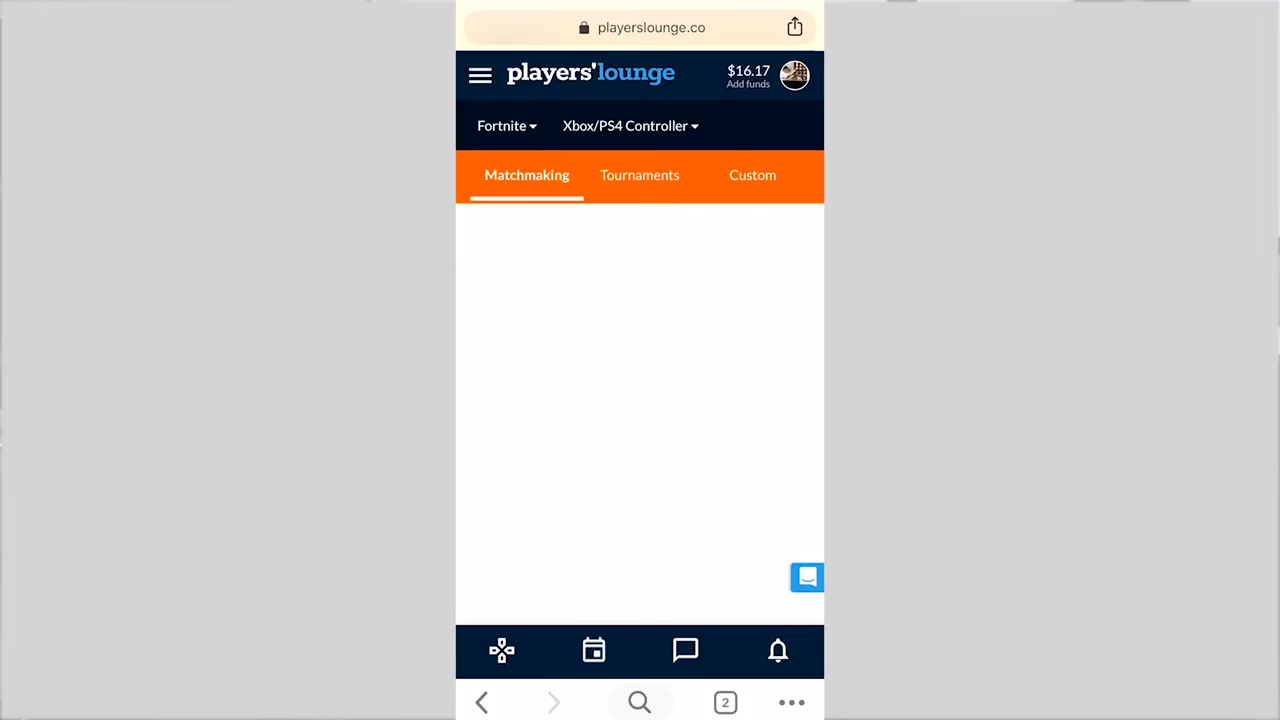 playerslounge.co
players'lounge
$16.17
Add funds
Fortnite
Xbox/PS4 Controller
Matchmaking
Tournaments
Custom
2